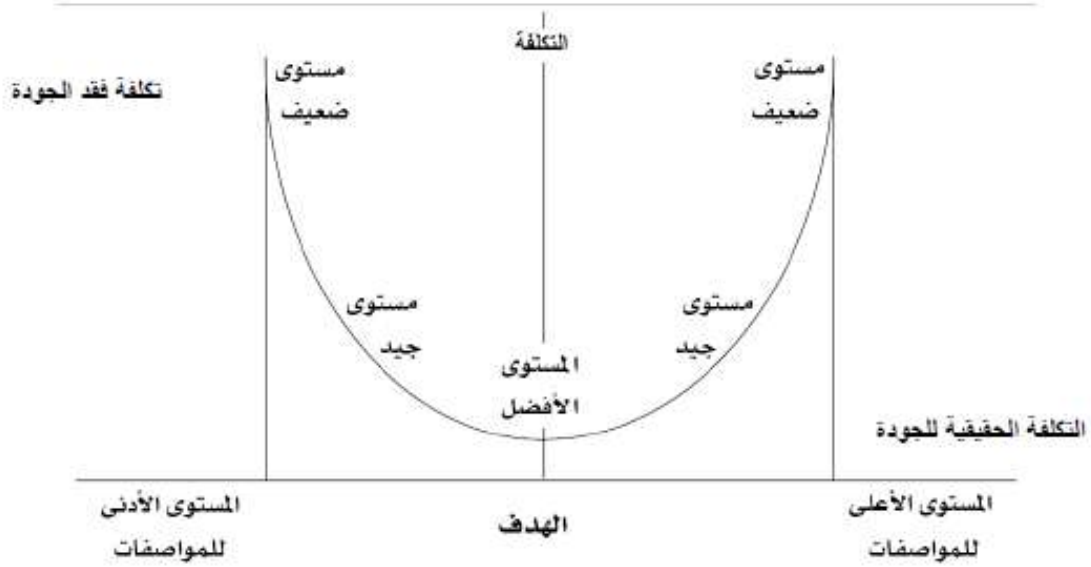 التكلفة
مستوى
ضعيف
مستوى
ضعيف
تكلفة فقد الجودة
مستوى
جيد
مستوى
جيد
المستوى
الأفضل
التكلفة الحقيقية للجودة
المستوى الأعلى
للمواصفات
الهدف
المستوى الأدنى
للمواصفات